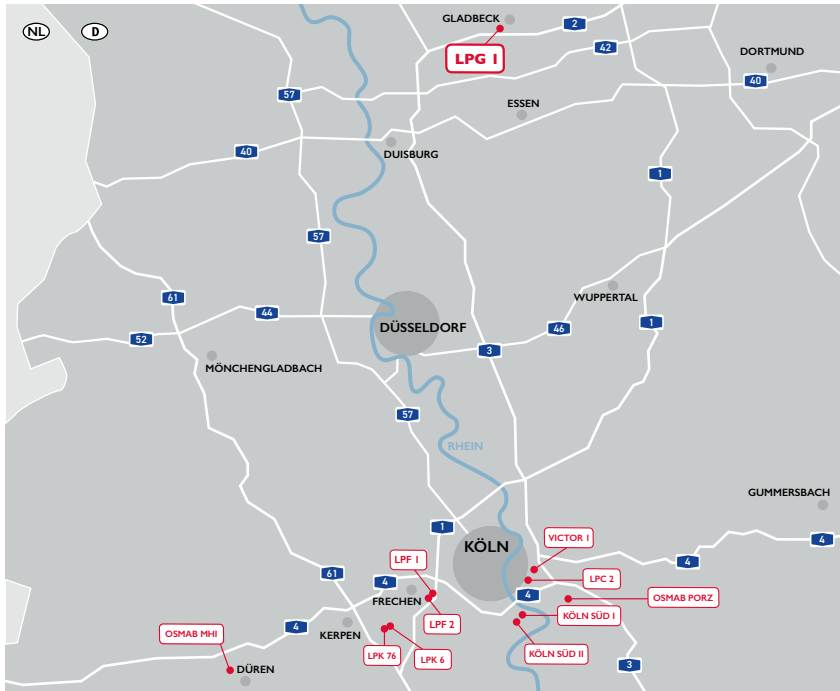 NL
D
GLADBECK
2
LPG I
42
DORTMUND
40
57
ESSEN
DUISBURG
40
1
57
61
WUPPERTAL
44
DÜSSELDORF
46
1
52
3
MÖNCHENGLADBACH
57
RHEIN
GUMMERSBACH
1
KÖLN
VICTOR I
4
4
LPF 1
61
4
LPC 2
FRECHEN
4
OSMAB PORZ
KERPEN
LPF 2
KÖLN SÜD I
4
OSMAB MHI
LPK 76
LPK 6
KÖLN SÜD II
3
DÜREN